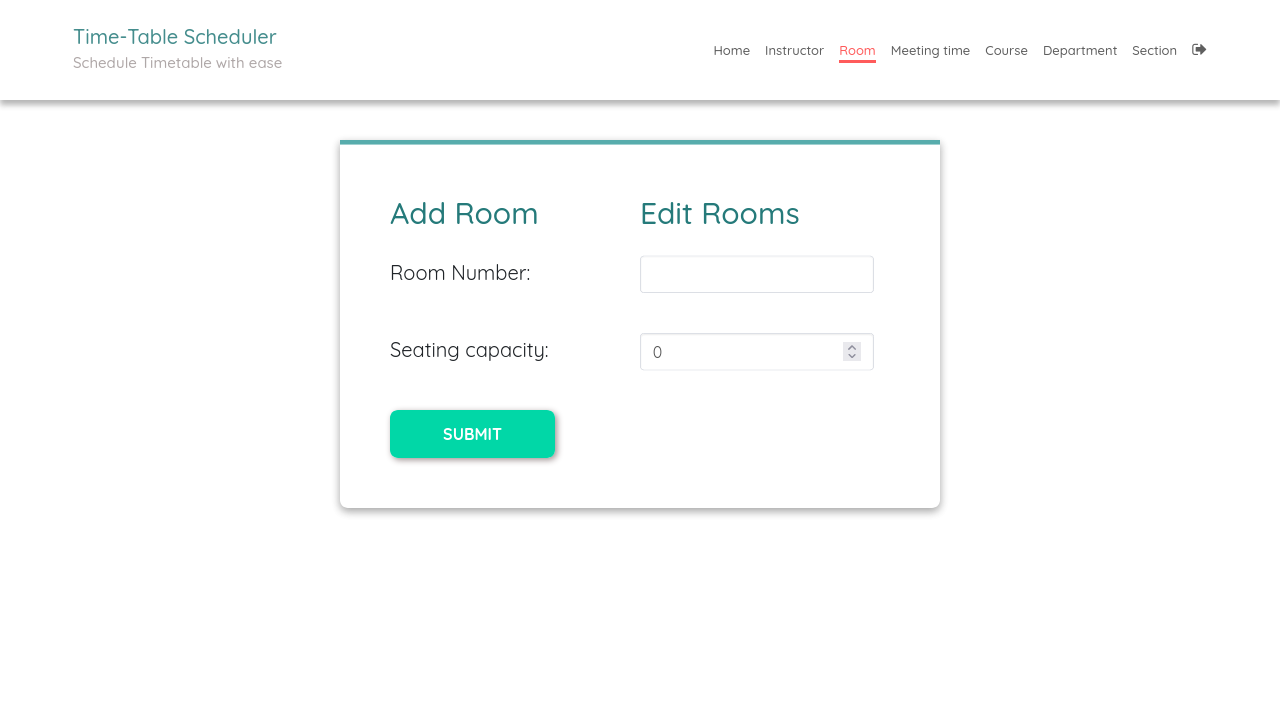 Time-Table Scheduler
Schedule Timetable with ease
Home Instructor Room Meeting time Course Department Section
Add Room Edit Rooms
Room Number:
Seating capacity: 0
SUBMIT